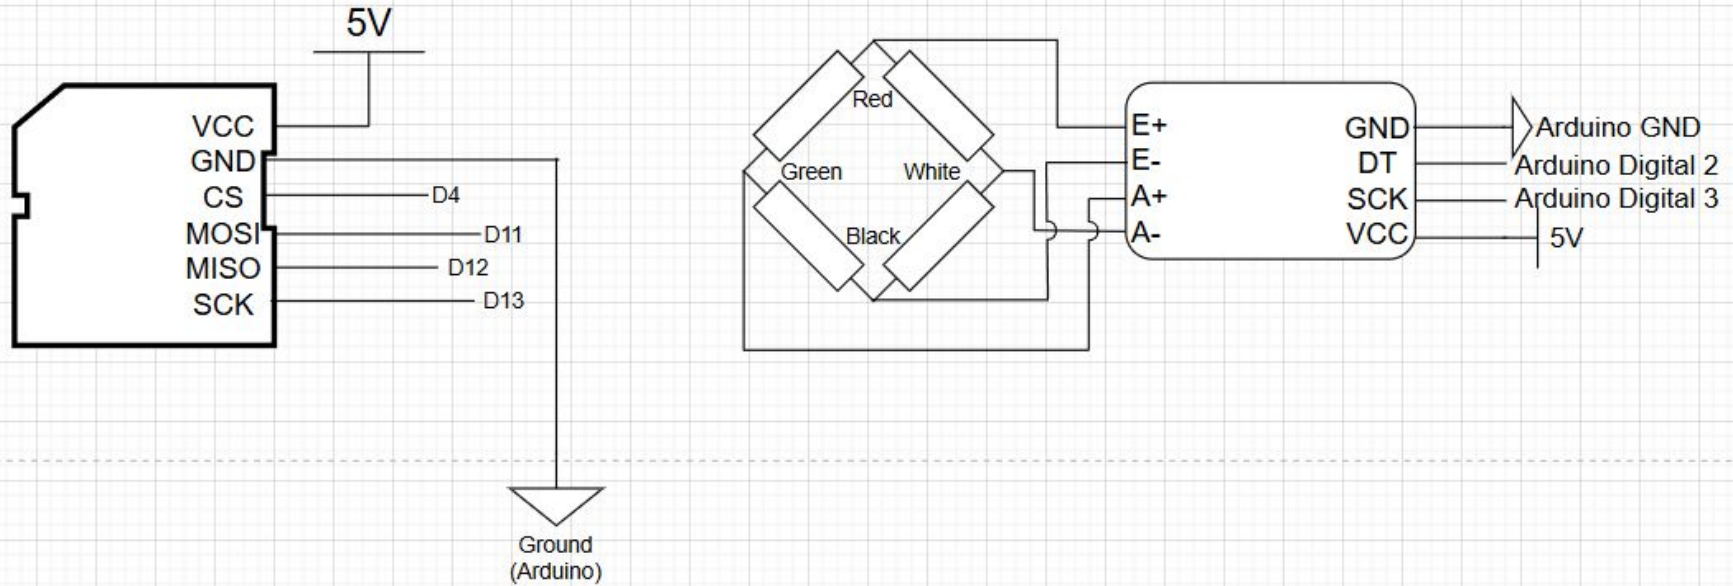 5V
VCC
GND
CS
MOSI
MISO
SCK
D4
D11
D12
D13
Ground
(Arduino)
Red
Green
White
Black
E+
E-
A+
A-
GND
DT
SCK
VCC
Arduino GND
Arduino Digital 2
Arduino Digital 3
5V